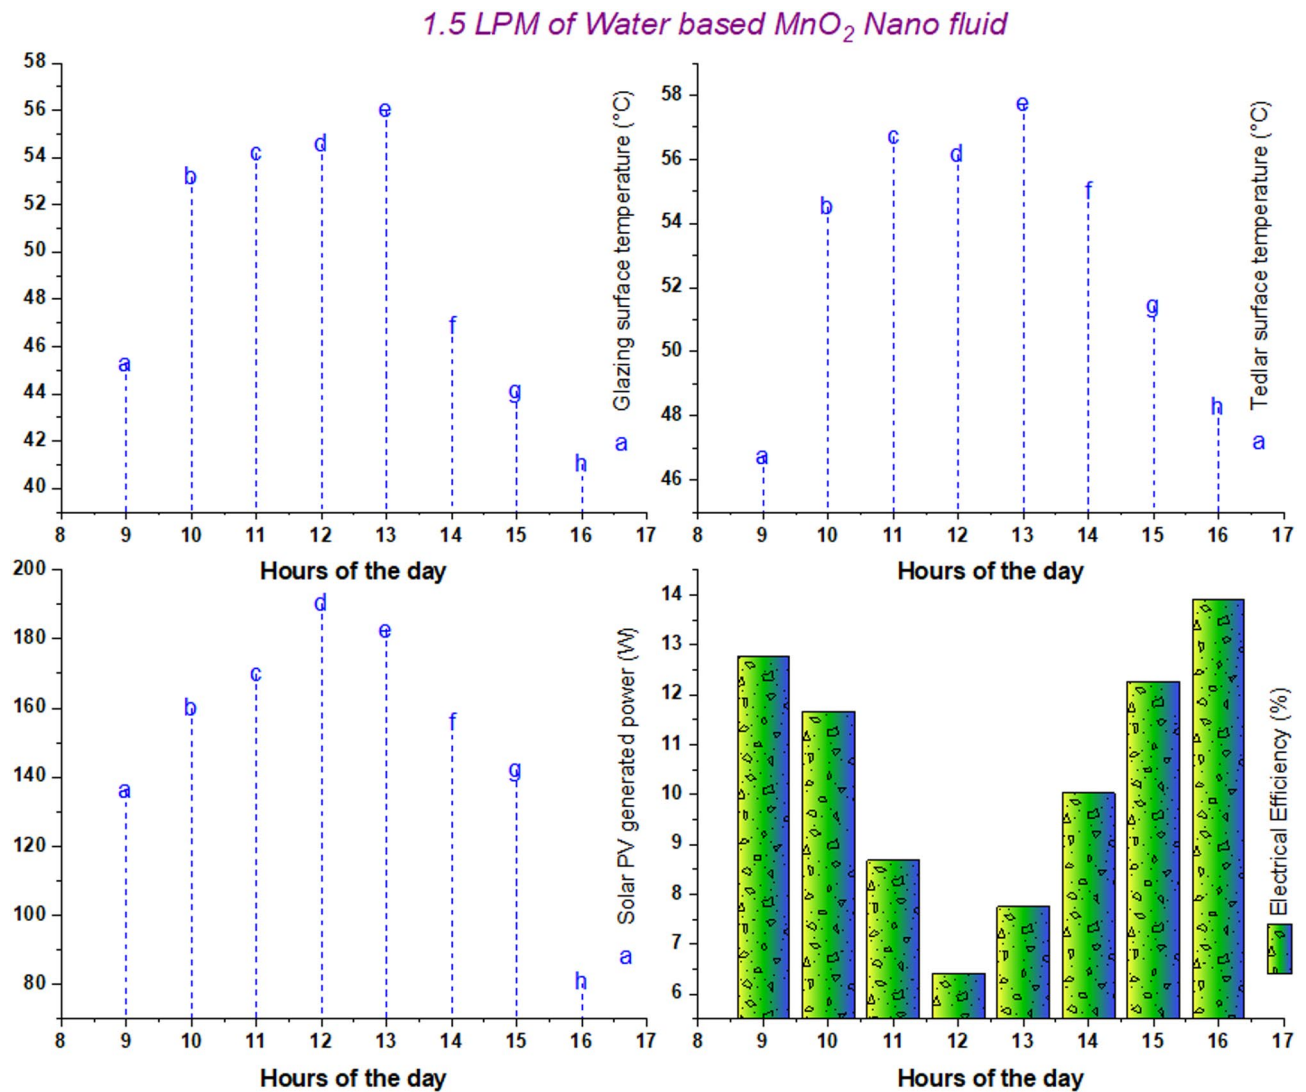 1.5 LPM of Water based MnO₂ Nano fluid
58
56
54
52
50
48
46
44
42
40
8 9 10 11 12 13 14 15 16 17
a b c d e f g h
a Glazing surface temperature (°C)
Hours of the day
58
56
54
52
50
48
46
8 9 10 11 12 13 14 15 16 17
a b c d e f g h
a Tedlar surface temperature (°C)
Hours of the day
200
180
160
140
120
100
80
8 9 10 11 12 13 14 15 16 17
a b c d e f g h
a Solar PV generated power (W)
Hours of the day
14
13
12
11
10
9
8
7
6
8 9 10 11 12 13 14 15 16 17
Electrical Efficiency (%)
Hours of the day